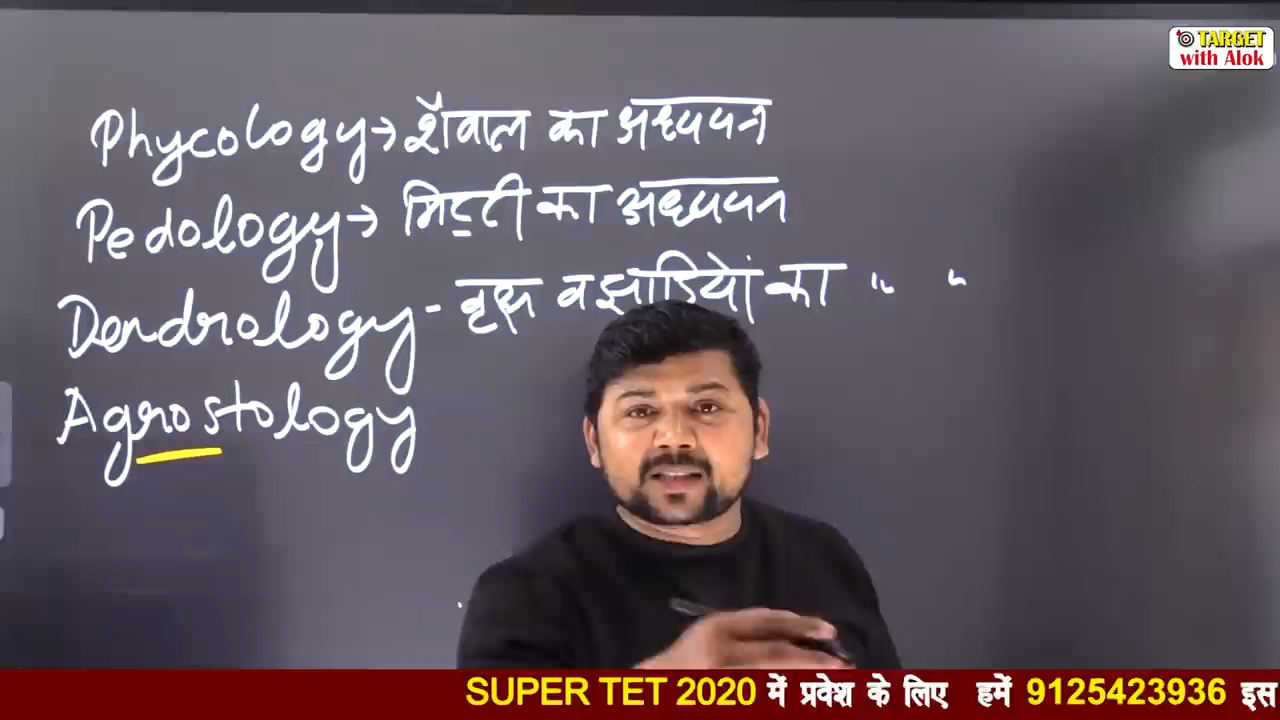 TARGET
with Alok
Phycology → शैवाल का अध्ययन
Pedology → मिट्टी का अध्ययन
Dendrology - वृक्ष व झाडियों का " "
Agrostology
SUPER TET 2020 में प्रवेश के लिए हमें 9125423936 इस